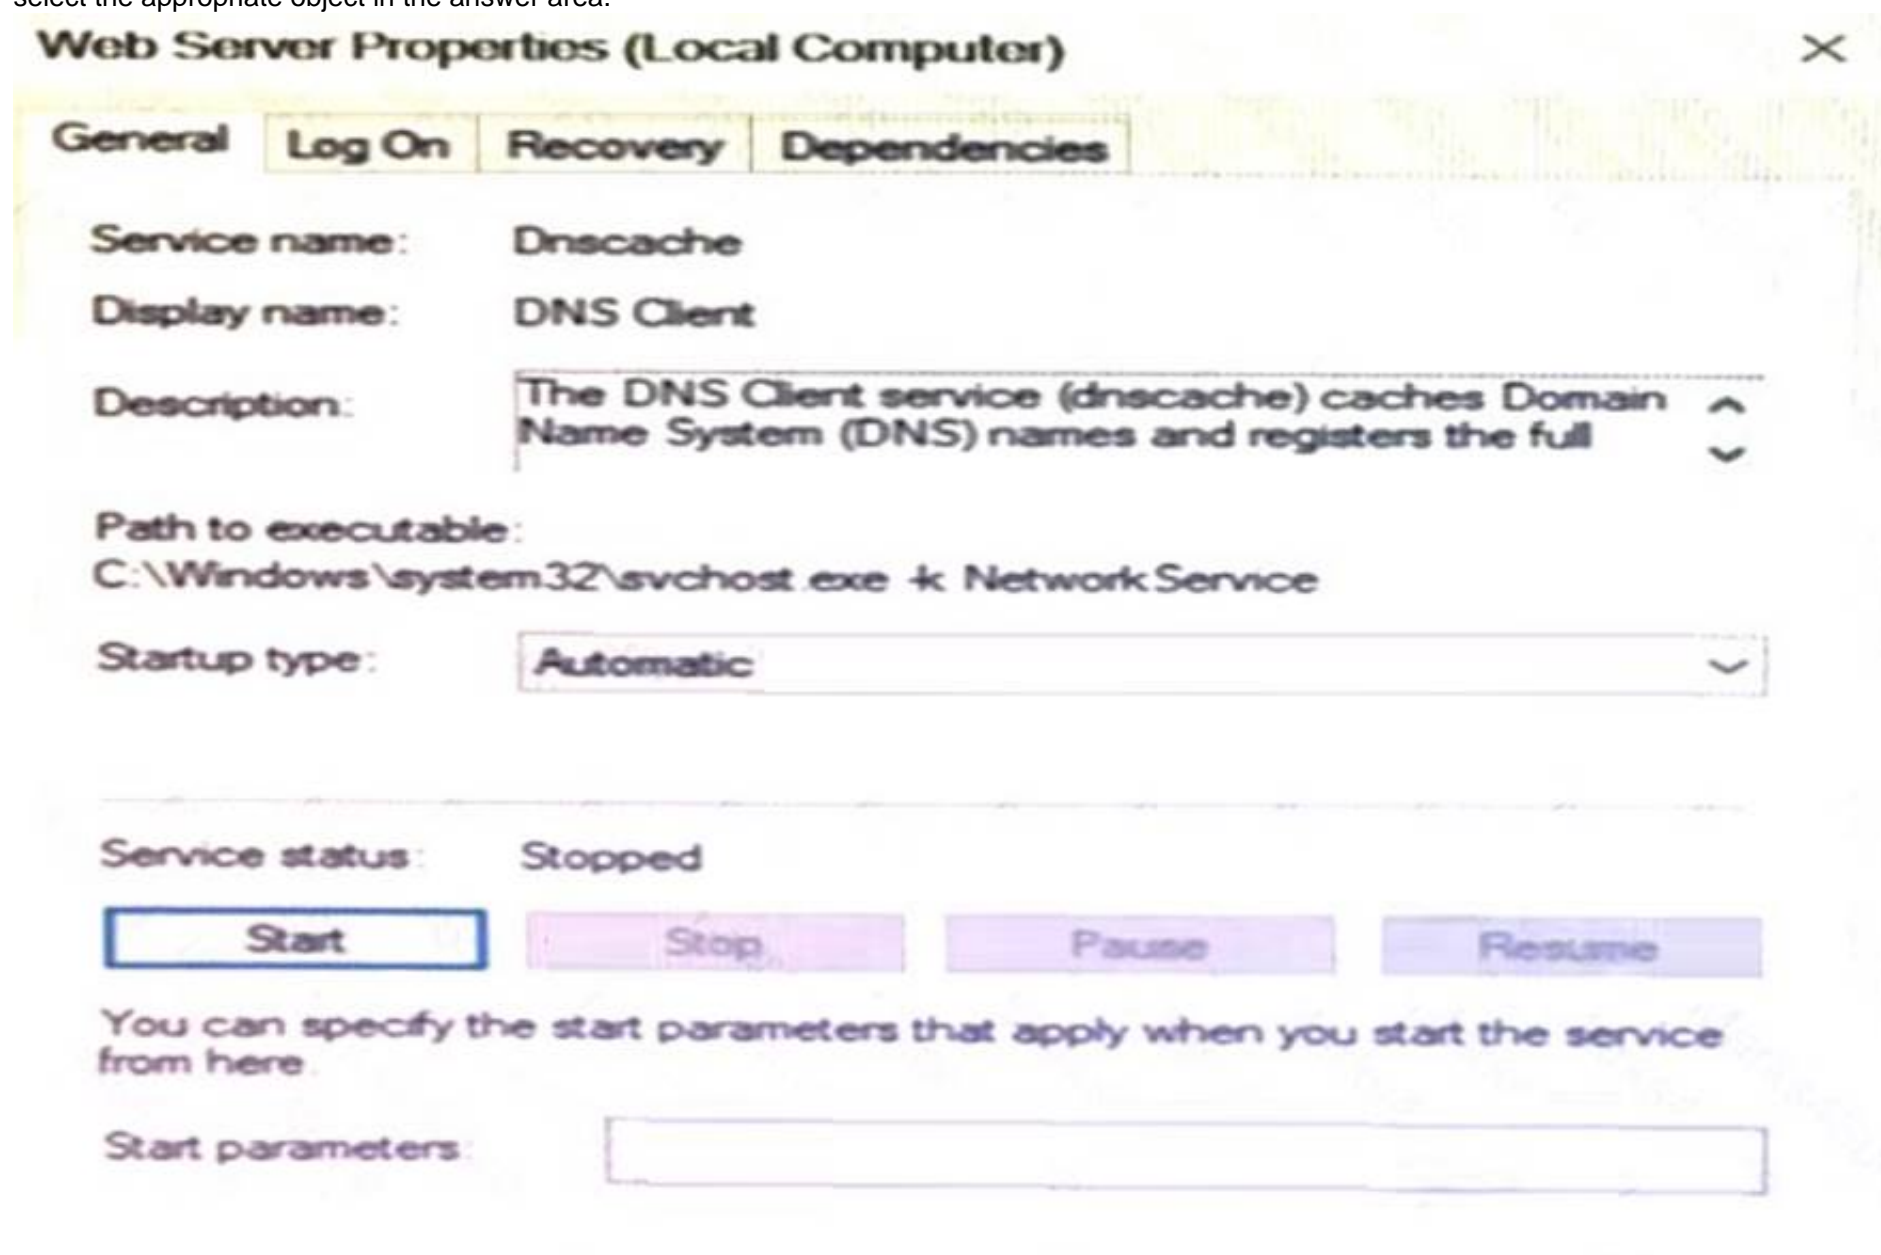 select the appropriate object in the answer area.
Web Server Properties (Local Computer)
General Log On Recovery Dependencies
Service name: Dnscache
Display name: DNS Client
Description: The DNS Client service (dnscache) caches Domain
Name System (DNS) names and registers the full
Path to executable:
C:\Windows\system32\svchost.exe -k NetworkService
Startup type: Automatic
Service status: Stopped
Start Stop Pause Resume
You can specify the start parameters that apply when you start the service
from here.
Start parameters: